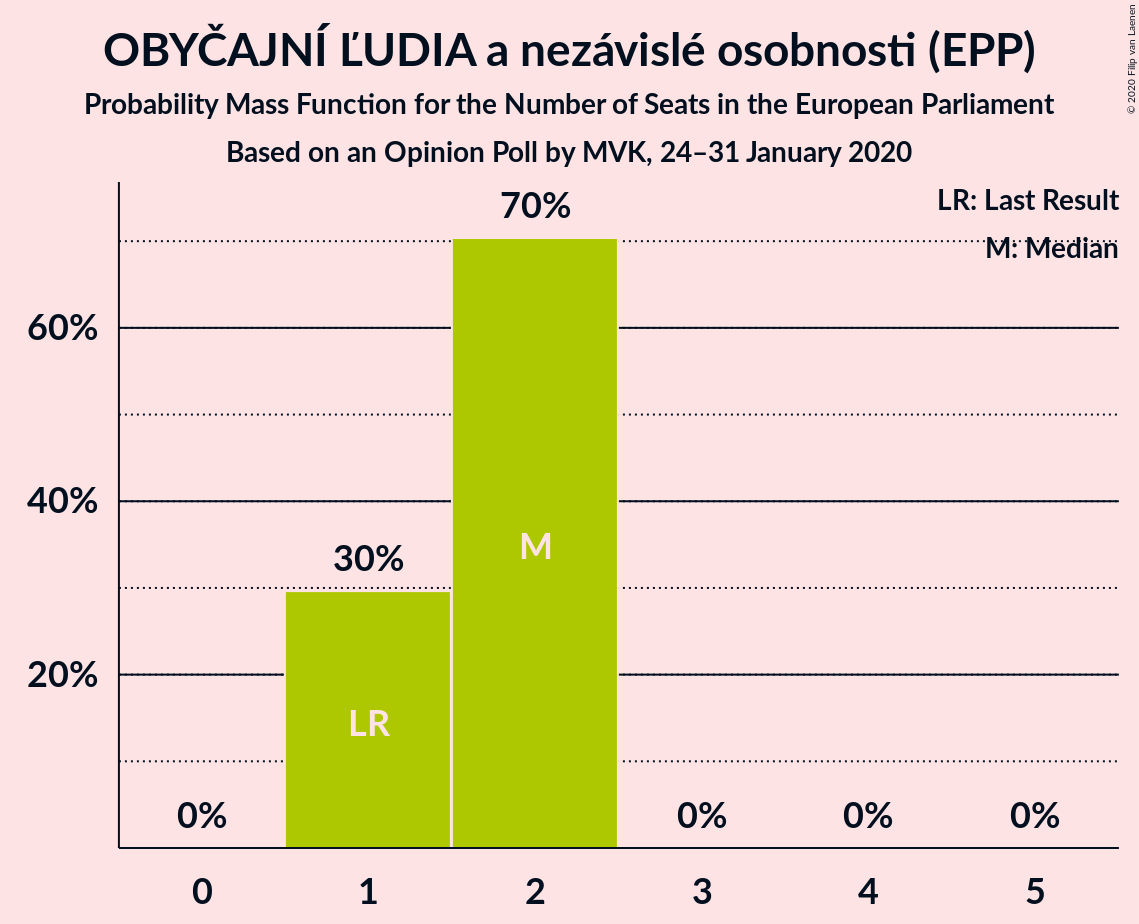 OBYČAJNÍ ĽUDIA a nezávislé osobnosti (EPP)
Probability Mass Function for the Number of Seats in the European Parliament
Based on an Opinion Poll by MVK, 24–31 January 2020
© 2020 Filip van Laenen
LR: Last Result
M: Median
70%
60%
40%
30%
20%
M
LR
0%
0%
0%
0%
0
1
2
3
4
5